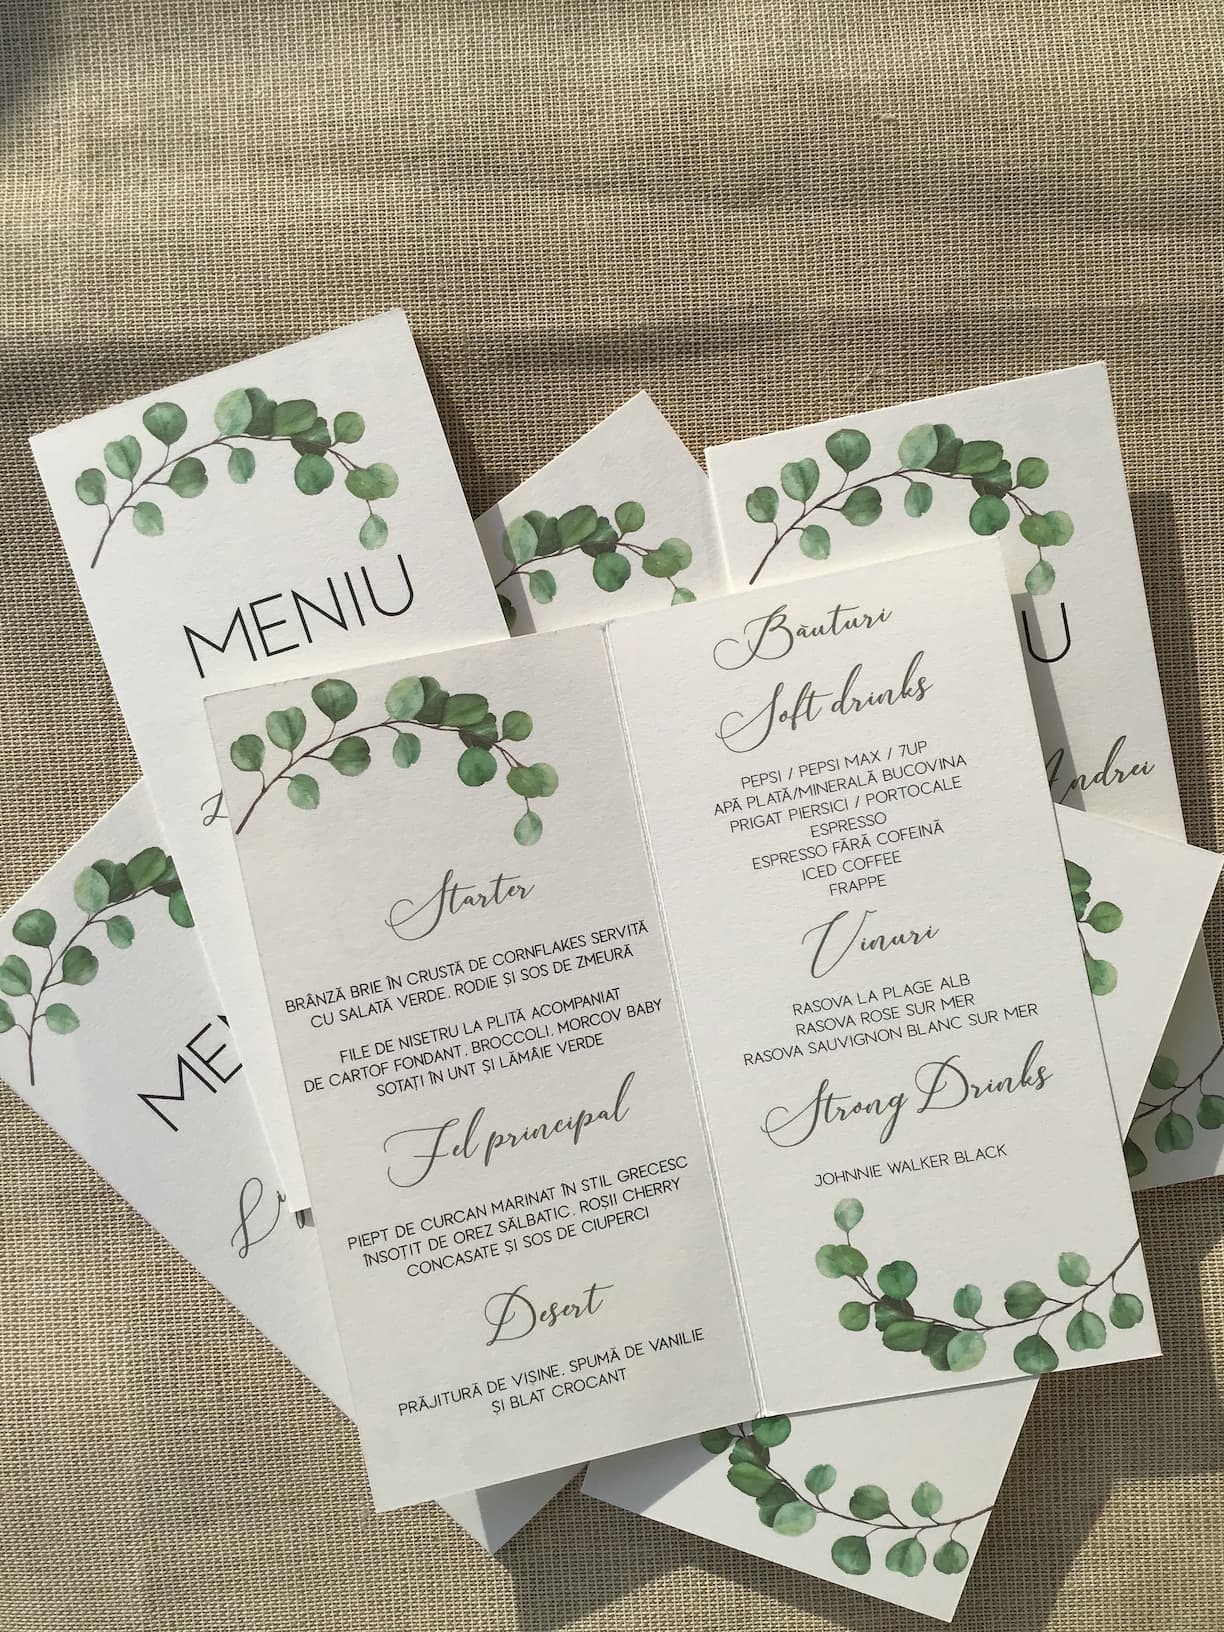 MENIU
U
Andrei
Starter
BRÂNZĂ BRIE ÎN CRUSTĂ DE CORNFLAKES SERVITĂ
CU SALATĂ VERDE, RODIE ȘI SOS DE ZMEURĂ
FILE DE NISETRU LA PLITĂ ACOMPANIAT
DE CARTOF FONDANT, BROCCOLI, MORCOV BABY
SOTAȚI ÎN UNT ȘI LĂMÂIE VERDE
Fel principal
PIEPT DE CURCAN MARINAT ÎN STIL GRECESC
ÎNSOȚIT DE OREZ SĂLBATIC, ROȘII CHERRY
CONCASATE ȘI SOS DE CIUPERCI
Desert
PRĂJITURĂ DE VIȘINE, SPUMĂ DE VANILIE
ȘI BLAT CROCANT
Băuturi
Soft drinks
PEPSI / PEPSI MAX / 7UP
APĂ PLATĂ/MINERALĂ BUCOVINA
PRIGAT PIERSICI / PORTOCALE
ESPRESSO
ESPRESSO FĂRĂ COFEINĂ
ICED COFFEE
FRAPPE
Vinuri
RASOVA LA PLAGE ALB
RASOVA ROSE SUR MER
RASOVA SAUVIGNON BLANC SUR MER
Strong Drinks
JOHNNIE WALKER BLACK
ME